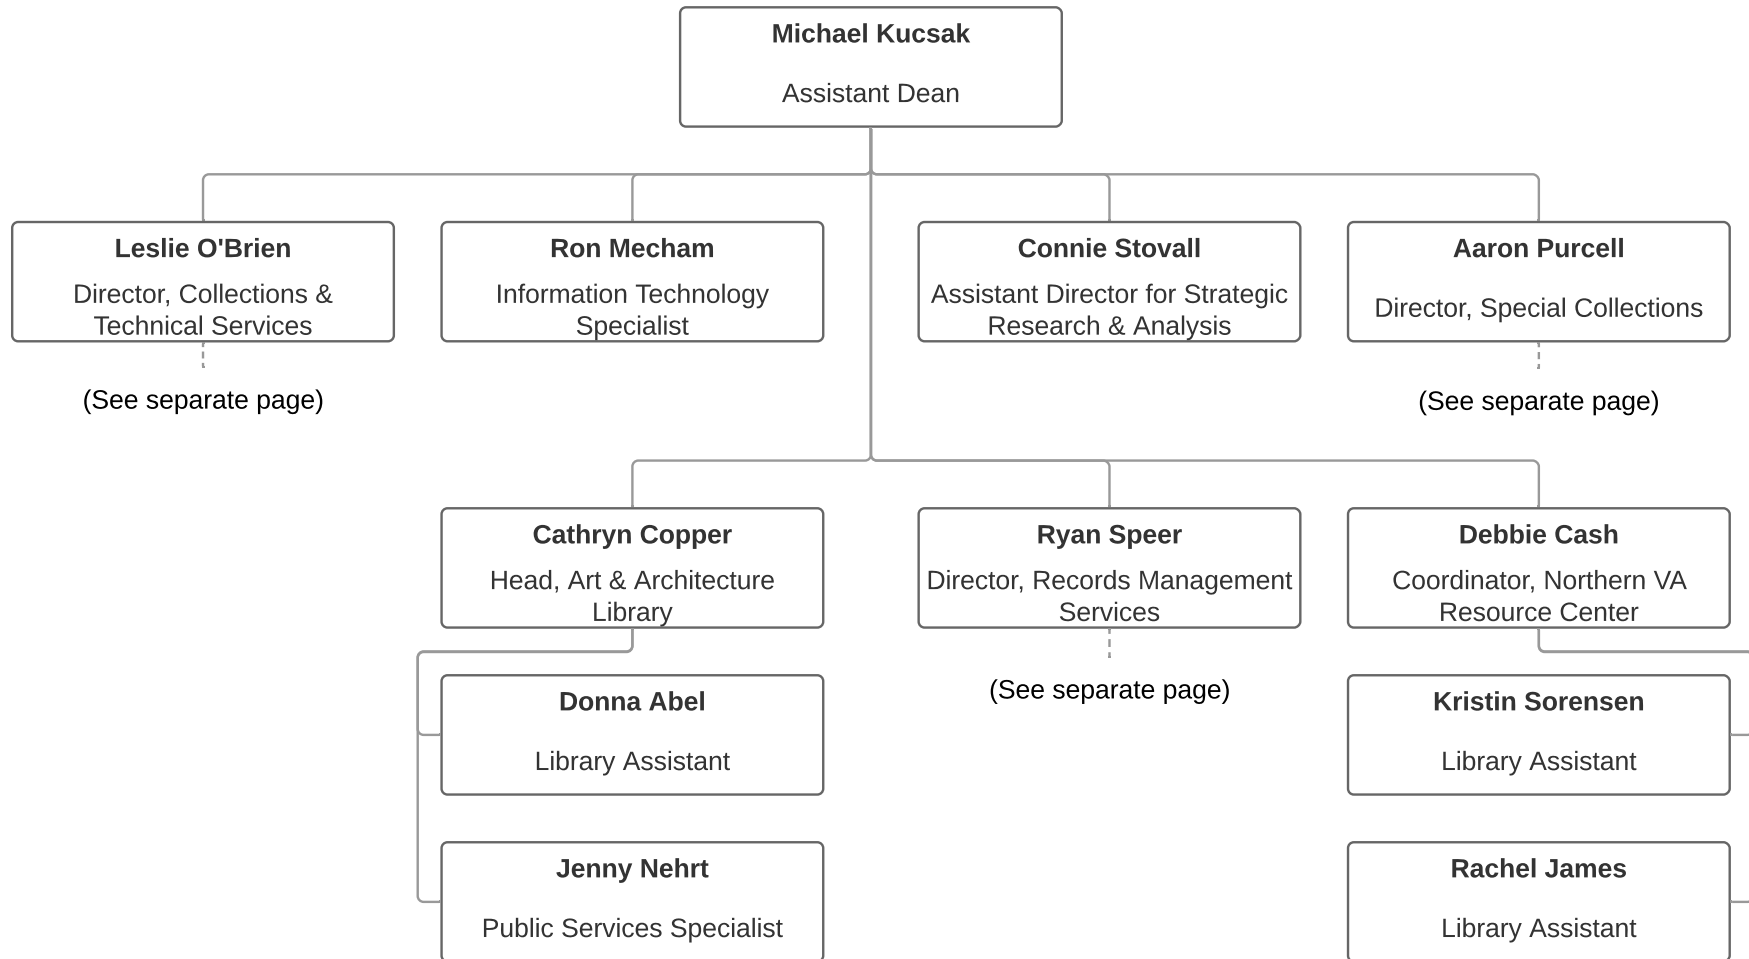 Michael Kucsak
Assistant Dean
Leslie O'Brien
Director, Collections &
Technical Services
(See separate page)
Ron Mecham
Information Technology
Specialist
Connie Stovall
Assistant Director for Strategic
Research & Analysis
Aaron Purcell
Director, Special Collections
(See separate page)
Cathryn Copper
Head, Art & Architecture
Library
Donna Abel
Library Assistant
Jenny Nehrt
Public Services Specialist
Ryan Speer
Director, Records Management
Services
(See separate page)
Debbie Cash
Coordinator, Northern VA
Resource Center
Kristin Sorensen
Library Assistant
Rachel James
Library Assistant